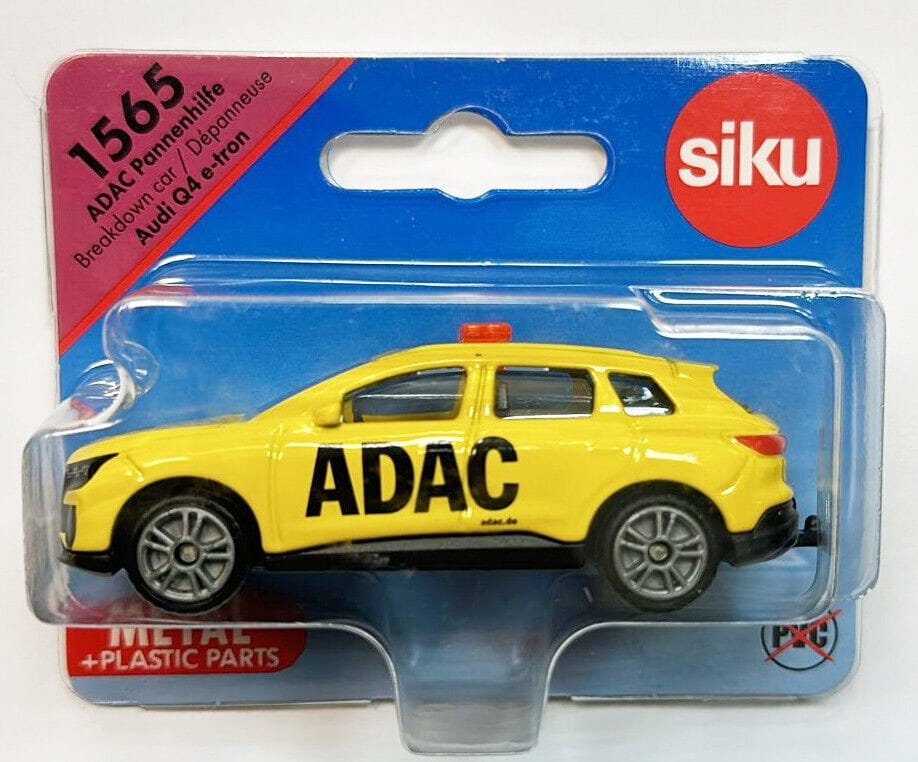 1565
ADAC Pannenhilfe
Breakdown car / Dépanneuse
Audi Q4 e-tron
siku
ADAC
adac.de
METAL
+PLASTIC PARTS
PVC